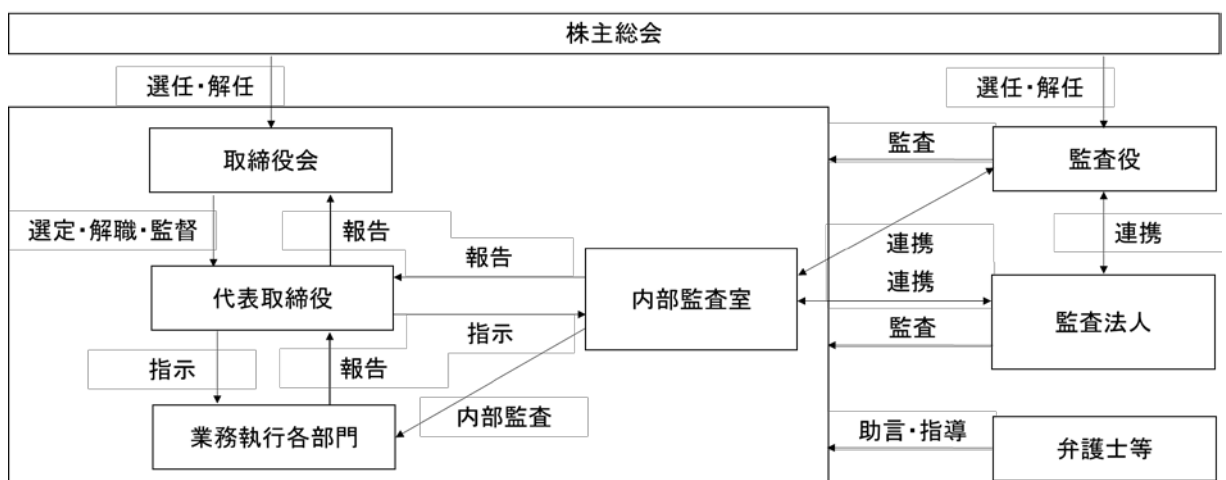 株主総会
選任・解任
選任・解任
取締役会
監査
監査役
選定・解職・監督
報告
報告
連携
連携
代表取締役
内部監査室
連携
監査法人
指示
監査
指示
報告
内部監査
業務執行各部門
助言・指導
弁護士等